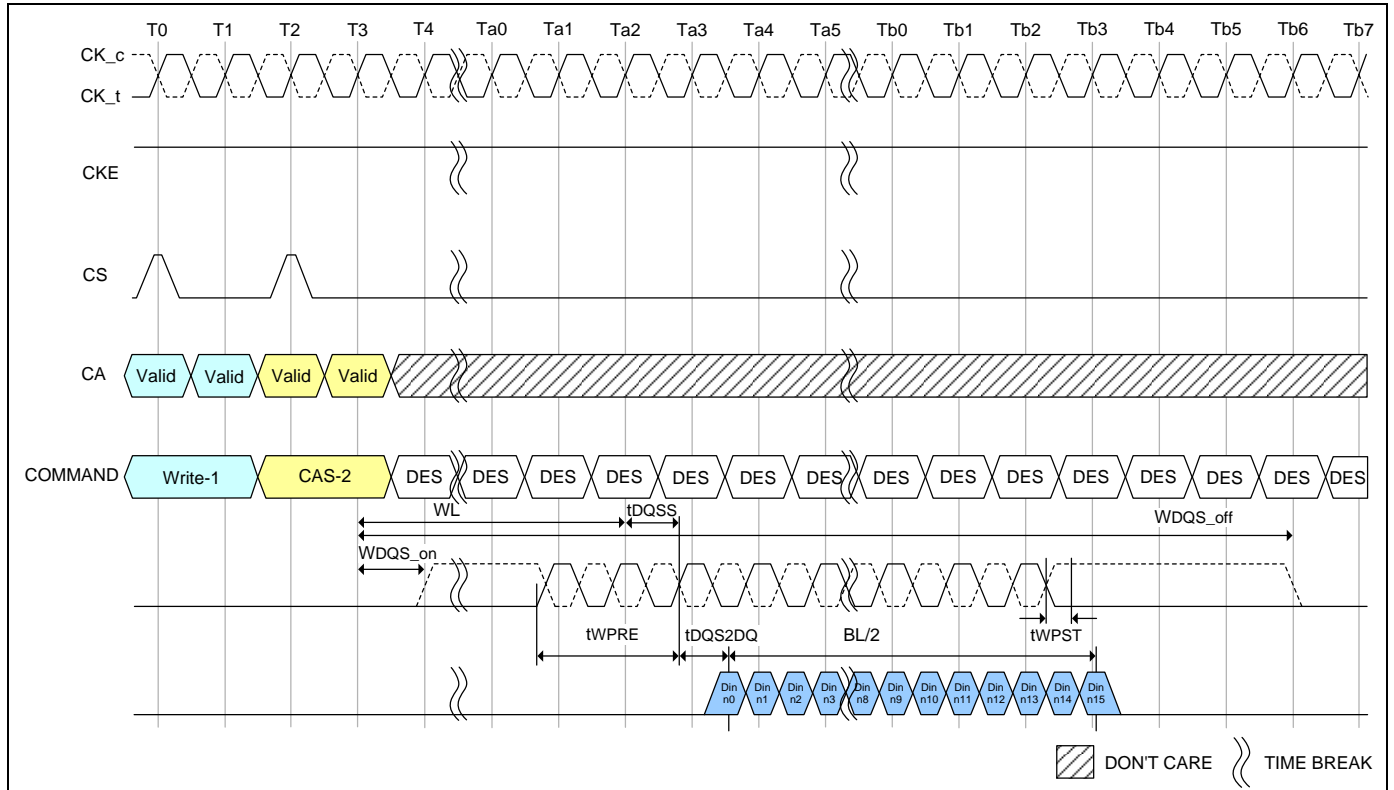 T0 T1 T2 T3 T4 Ta0 Ta1 Ta2 Ta3 Ta4 Ta5 Tb0 Tb1 Tb2 Tb3 Tb4 Tb5 Tb6 Tb7
CK_c
CK_t
CKE
CS
CA Valid Valid Valid Valid
COMMAND Write-1 CAS-2 DES DES DES DES DES DES DES DES DES DES DES DES DES DES DES
WL tDQSS WDQS_off
WDQS_on
tWPRE tDQS2DQ BL/2 tWPST
Din Din Din Din Din Din Din Din Din Din Din Din
n0 n1 n2 n3 n8 n9 n10 n11 n12 n13 n14 n15
DON'T CARE TIME BREAK